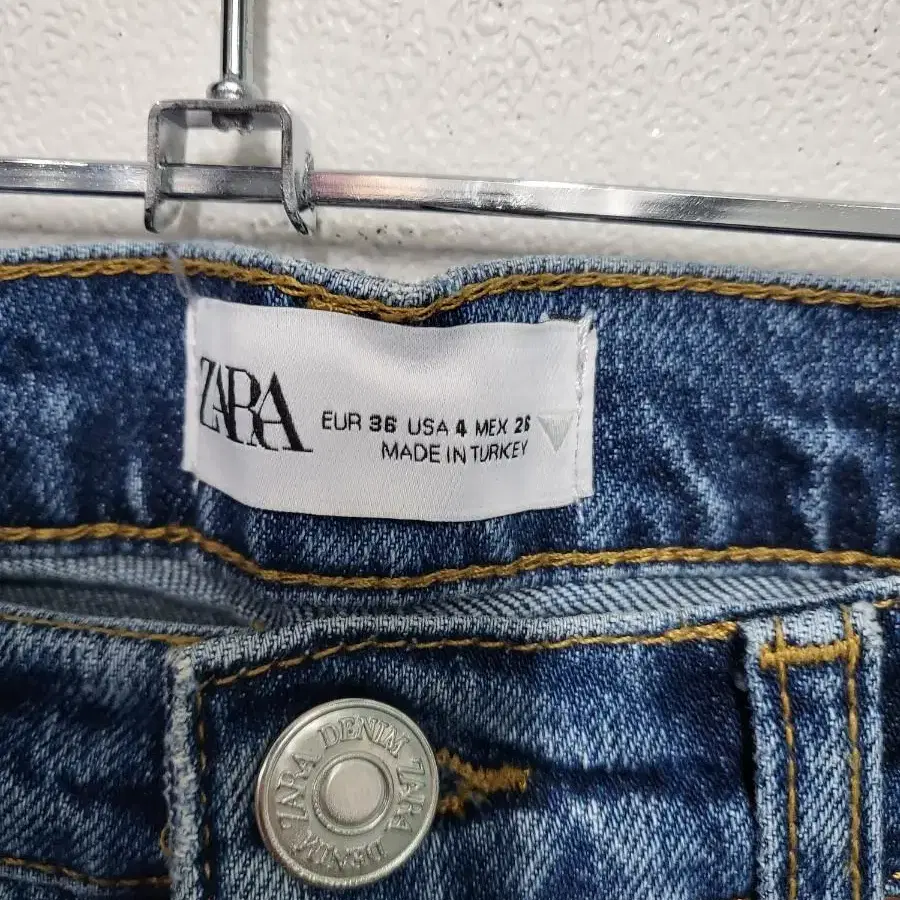 ZARA
EUR 36 USA 4 MEX 26
MADE IN TURKEY
ZARA DENIM ZARA DENIM